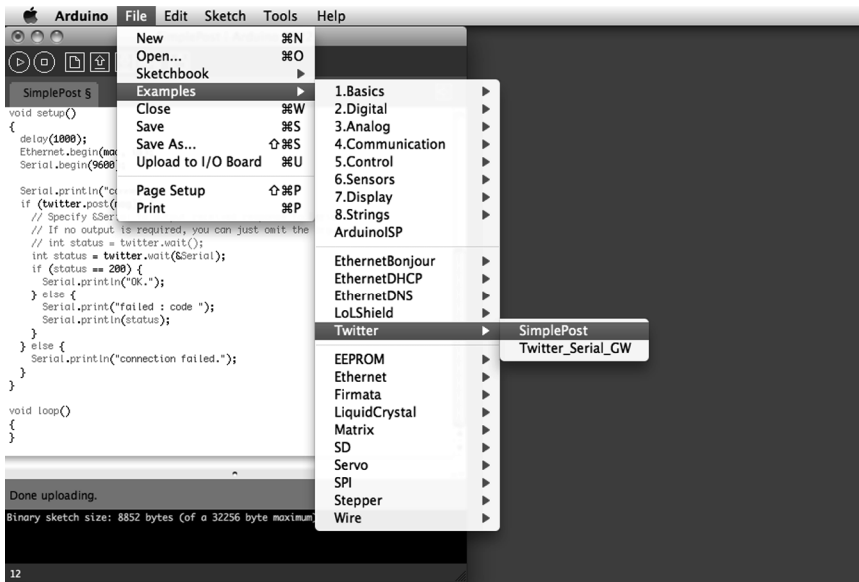 Arduino File Edit Sketch Tools Help
New ⌘N
Open... ⌘O
Sketchbook
Examples
Close ⌘W
Save ⌘S
Save As... ⇧⌘S
Upload to I/O Board ⌘U
Page Setup ⇧⌘P
Print ⌘P
1.Basics
2.Digital
3.Analog
4.Communication
5.Control
6.Sensors
7.Display
8.Strings
ArduinoISP
EthernetBonjour
EthernetDHCP
EthernetDNS
LoLShield
Twitter
EEPROM
Ethernet
Firmata
LiquidCrystal
Matrix
SD
Servo
SPI
Stepper
Wire
SimplePost
Twitter_Serial_GW
SimplePost §
void setup()
{
delay(1000);
Ethernet.begin(mac
Serial.begin(9600
Serial.println("co
if (twitter.post(
// Specify &Ser
// If no output is required, you can just omit the
// int status = twitter.wait();
int status = twitter.wait(&Serial);
if (status == 200) {
Serial.println("OK.");
} else {
Serial.print("failed : code ");
Serial.println(status);
}
} else {
Serial.println("connection failed.");
}
}
void loop()
{
}
Done uploading.
Binary sketch size: 8852 bytes (of a 32256 byte maximum)
12